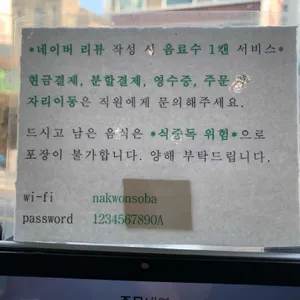 *네이버 리뷰 작성 시 음료수 1캔 서비스*
현금결제, 분할결제, 영수증, 주문
자리이동은 직원에게 문의해주세요.
드시고 남은 음식은 *식중독 위험*으로
포장이 불가합니다. 양해 부탁드립니다.
wi-fi nakwonsoba
password 1234567890A